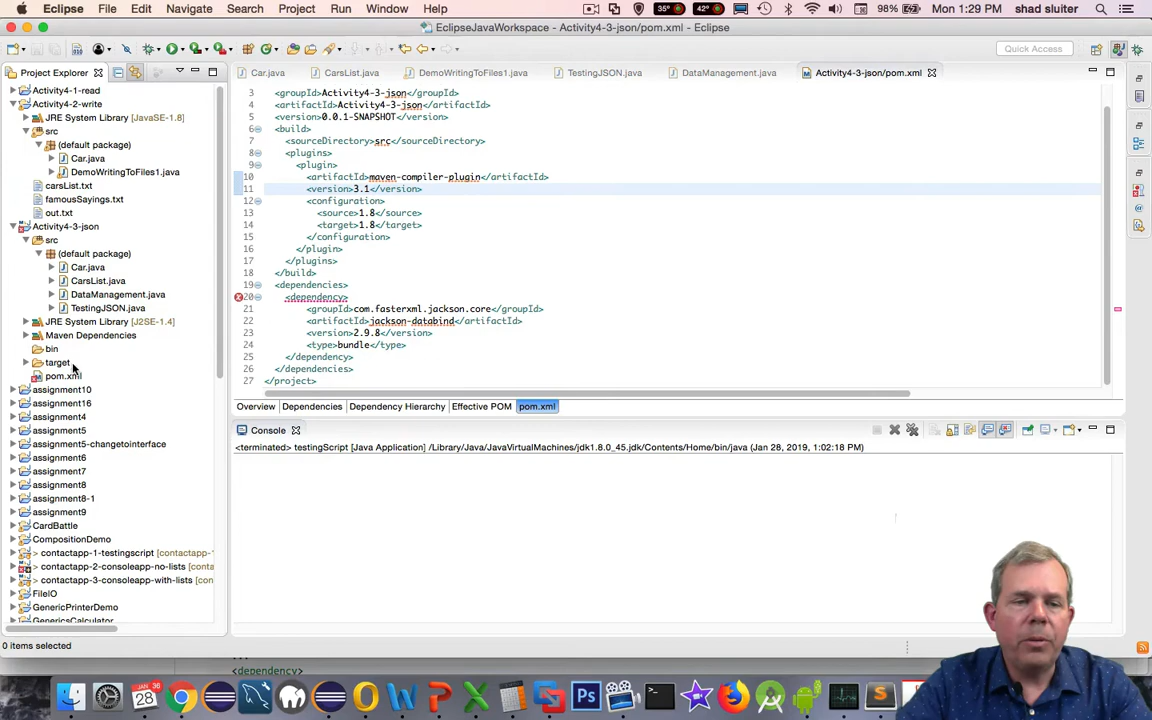 Eclipse File Edit Navigate Search Project Run Window Help 35° 42° 98% Mon 1:29 PM shad sluiter
EclipseJavaWorkspace - Activity4-3-json/pom.xml - Eclipse
Quick Access
Project Explorer
Car.java CarsList.java DemoWritingToFiles1.java TestingJSON.java DataManagement.java Activity4-3-json/pom.xml
Activity4-1-read
Activity4-2-write
JRE System Library [JavaSE-1.8]
src
(default package)
Car.java
DemoWritingToFiles1.java
carsList.txt
famousSayings.txt
out.txt
Activity4-3-json
src
(default package)
Car.java
CarsList.java
DataManagement.java
TestingJSON.java
JRE System Library [J2SE-1.4]
Maven Dependencies
bin
target
pom.xml
assignment10
assignment16
assignment4
assignment5
assignment5-changetointerface
assignment6
assignment7
assignment8
assignment8-1
assignment9
CardBattle
CompositionDemo
> contactapp-1-testingscript [contactapp-
> contactapp-2-consoleapp-no-lists [conta
> contactapp-3-consoleapp-with-lists [con
FileIO
GenericPrinterDemo
GenericsCalculator
3 <groupId>Activity4-3-json</groupId>
4 <artifactId>Activity4-3-json</artifactId>
5 <version>0.0.1-SNAPSHOT</version>
6 <build>
7 <sourceDirectory>src</sourceDirectory>
8 <plugins>
9 <plugin>
10 <artifactId>maven-compiler-plugin</artifactId>
11 <version>3.1</version>
12 <configuration>
13 <source>1.8</source>
14 <target>1.8</target>
15 </configuration>
16 </plugin>
17 </plugins>
18 </build>
19 <dependencies>
20 <dependency>
21 <groupId>com.fasterxml.jackson.core</groupId>
22 <artifactId>jackson-databind</artifactId>
23 <version>2.9.8</version>
24 <type>bundle</type>
25 </dependency>
26 </dependencies>
27 </project>
Overview Dependencies Dependency Hierarchy Effective POM pom.xml
Console
<terminated> testingScript [Java Application] /Library/Java/JavaVirtualMachines/jdk1.8.0_45.jdk/Contents/Home/bin/java (Jan 28, 2019, 1:02:18 PM)
0 items selected
<dependency>
28